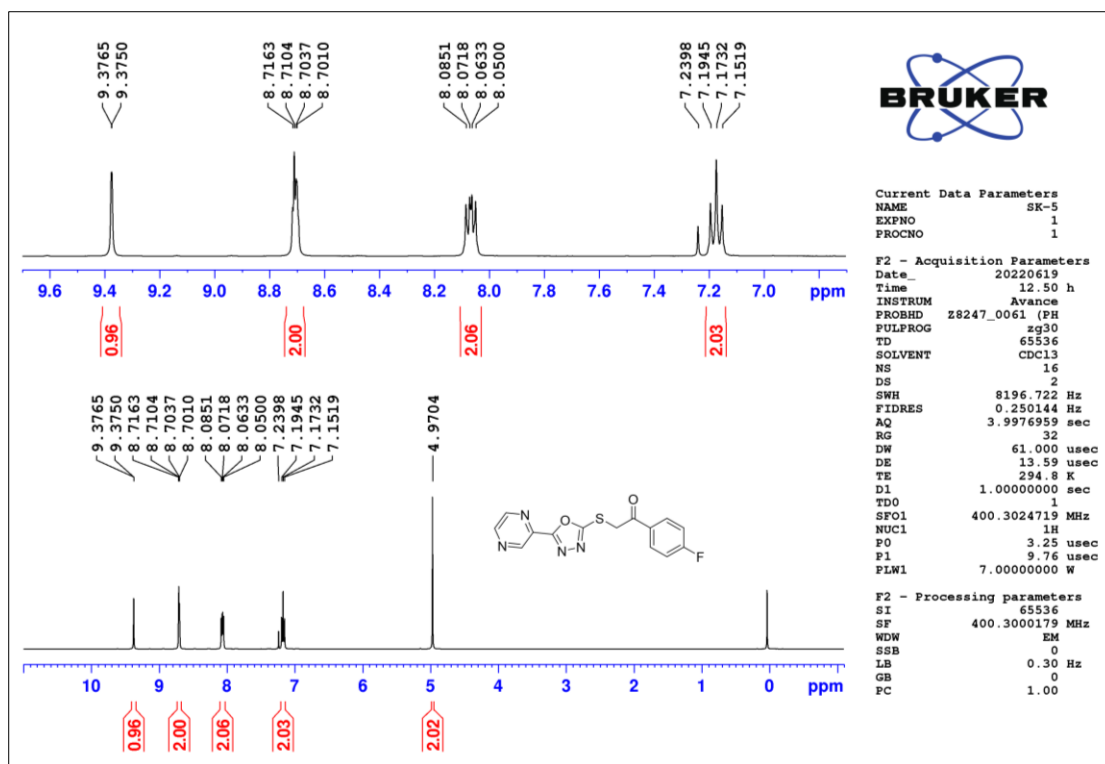 9.3765
9.3750
8.7163
8.7104
8.7037
8.7010
8.0851
8.0718
8.0633
8.0500
7.2398
7.1945
7.1732
7.1519
9.6 9.4 9.2 9.0 8.8 8.6 8.4 8.2 8.0 7.8 7.6 7.4 7.2 7.0 ppm
0.96 2.00 2.06 2.03
9.3765
9.3750
8.7163
8.7104
8.7037
8.7010
8.0851
8.0718
8.0633
8.0500
7.2398
7.1945
7.1732
7.1519
4.9704
O
N O S
N N N F
10 9 8 7 6 5 4 3 2 1 0 ppm
0.96 2.00 2.06 2.03 2.02
BRUKER
Current Data Parameters
NAME SK-5
EXPNO 1
PROCNO 1
F2 - Acquisition Parameters
Date_ 20220619
Time 12.50 h
INSTRUM Avance
PROBHD Z8247_0061 (PH
PULPROG zg30
TD 65536
SOLVENT CDCl3
NS 16
DS 2
SWH 8196.722 Hz
FIDRES 0.250144 Hz
AQ 3.9976959 sec
RG 32
DW 61.000 usec
DE 13.59 usec
TE 294.8 K
D1 1.00000000 sec
TD0 1
SFO1 400.3024719 MHz
NUC1 1H
P0 3.25 usec
P1 9.76 usec
PLW1 7.00000000 W
F2 - Processing parameters
SI 65536
SF 400.3000179 MHz
WDW EM
SSB 0
LB 0.30 Hz
GB 0
PC 1.00